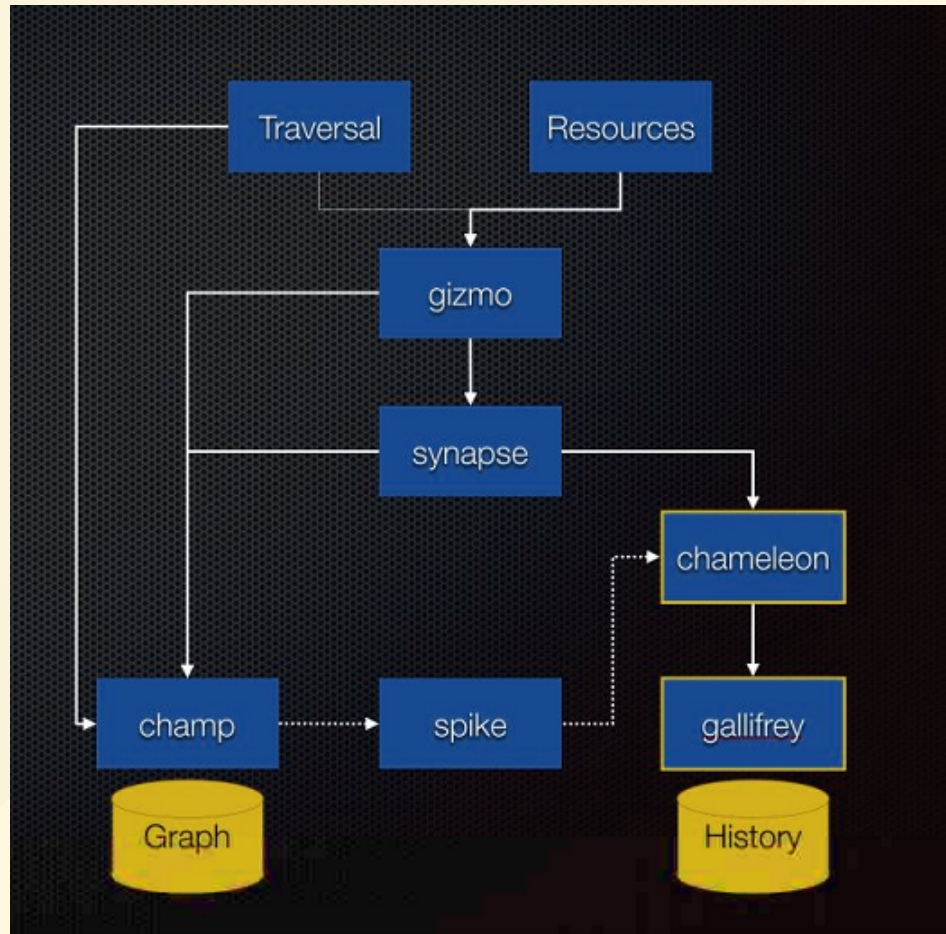 Traversal
Resources
gizmo
synapse
chameleon
champ
spike
gallifrey
Graph
History